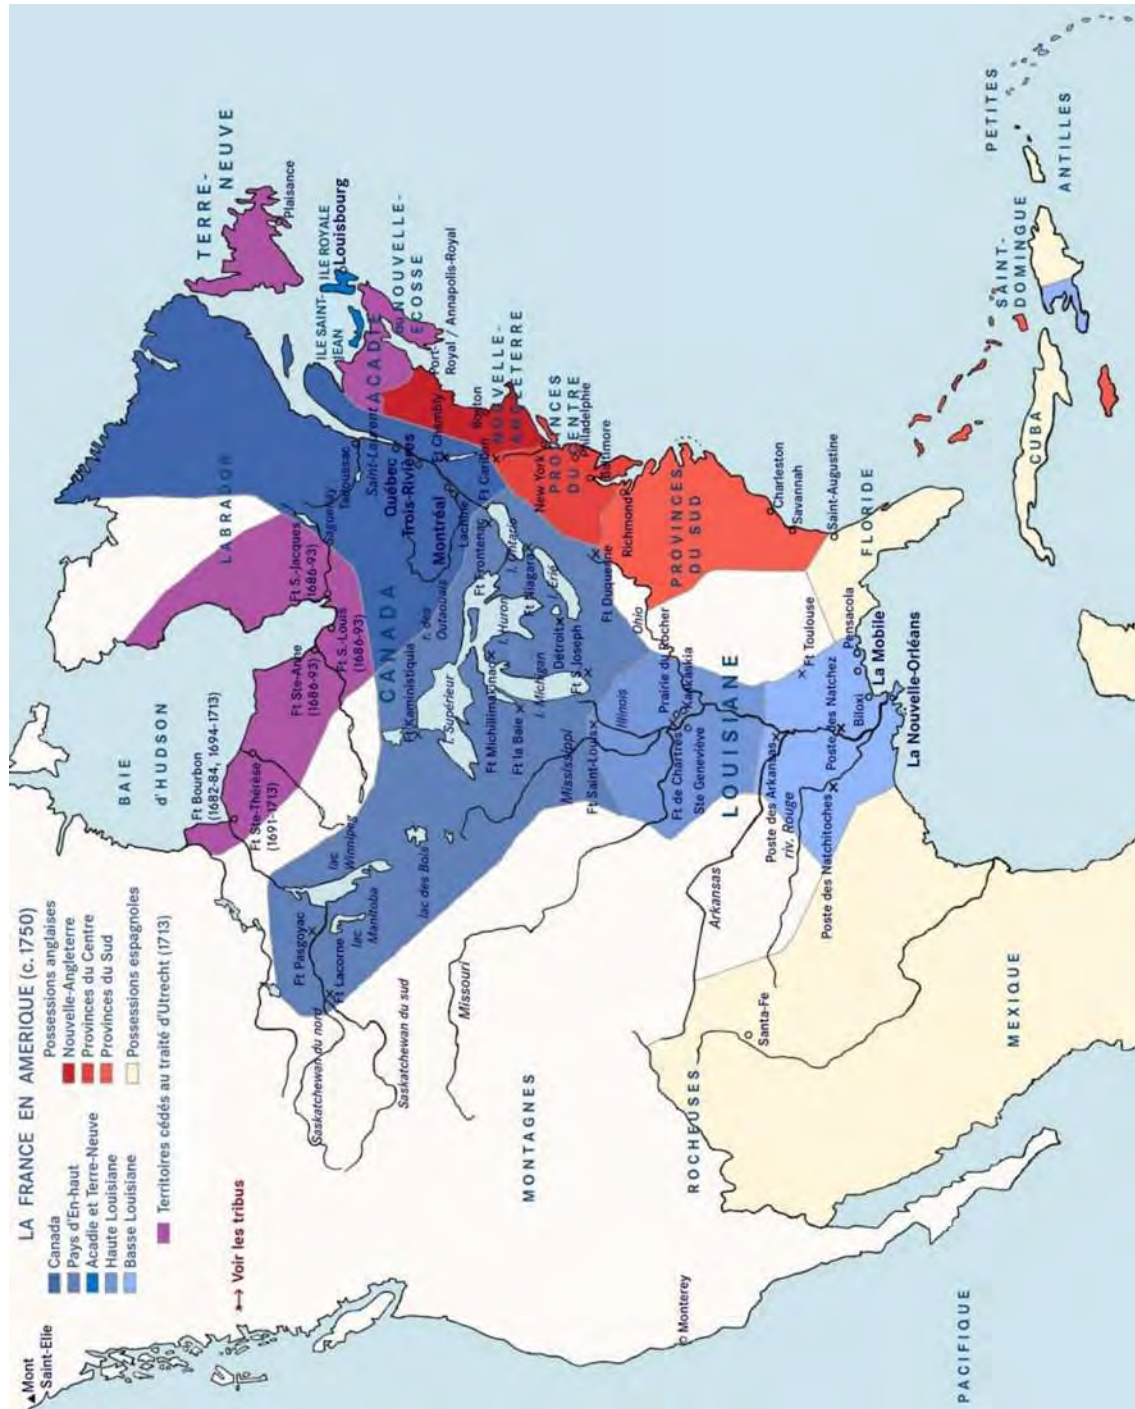 LA FRANCE EN AMERIQUE (c. 1750)
Canada
Pays d'En-haut
Acadie et Terre-Neuve
Haute Louisiane
Basse Louisiane
Possessions anglaises
Nouvelle-Angleterre
Provinces du Centre
Provinces du Sud
Possessions espagnoles
Territoires cédés au traité d'Utrecht (1713)
▲Mont
Saint-Elie
↔ Voir les tribus
BAIE
d'HUDSON
Ft Bourbon
(1682-84, 1694-1713)
Ft Ste-Thérèse
(1691-1713)
Ft Ste-Anne
(1686-93)
Ft S.-Jacques
(1686-93)
Ft S.-Louis
(1686-93)
LABRADOR
TERRE-
NEUVE
Plaisance
ILE ROYALE
Louisbourg
ILE SAINT-
JEAN
ACADIE
ou NOUVELLE-
ECOSSE
Port-
Royal / Annapolis-Royal
Saguenay
Tadoussac
Saint-Laurent
Québec
Trois-Rivières
Montréal
Lachine
Ft Chambly
Ft Carillon
Boston
NOUVELLE-
ANGLETERRE
CANADA
r. des
Outaouais
Ft Frontenac
l. Ontario
Ft Niagara
l. Erié
l. Huron
Détroit
Ft S. Joseph
l. Michigan
Ft Kaministiquia
l. Supérieur
Ft Michillimakinac
Ft la Baie
lac
Winnipeg
lac
Manitoba
lac des Bois
Ft Pasgoyac
Ft Lacorne
Saskatchewan du nord
Saskatchewan du sud
Missouri
Mississippi
Ft Saint-Louis
Illinois
New York
PROVINCES
DU CENTRE
Philadelphie
Baltimore
Ft Duquesne
Richmond
Ohio
PROVINCES
DU SUD
Charleston
Savannah
Saint-Augustine
FLORIDE
Prairie du Rocher
Kaskaskia
Ft de Chartres
Ste Geneviève
LOUISIANE
Poste des Arkansas
riv. Rouge
Arkansas
Poste des Natchitoches
Poste des Natchez
Ft Toulouse
Pensacola
La Mobile
Biloxi
La Nouvelle-Orléans
MONTAGNES
ROCHEUSES
Santa-Fe
MEXIQUE
Monterey
PACIFIQUE
CUBA
SAINT-
DOMINGUE
PETITES
ANTILLES